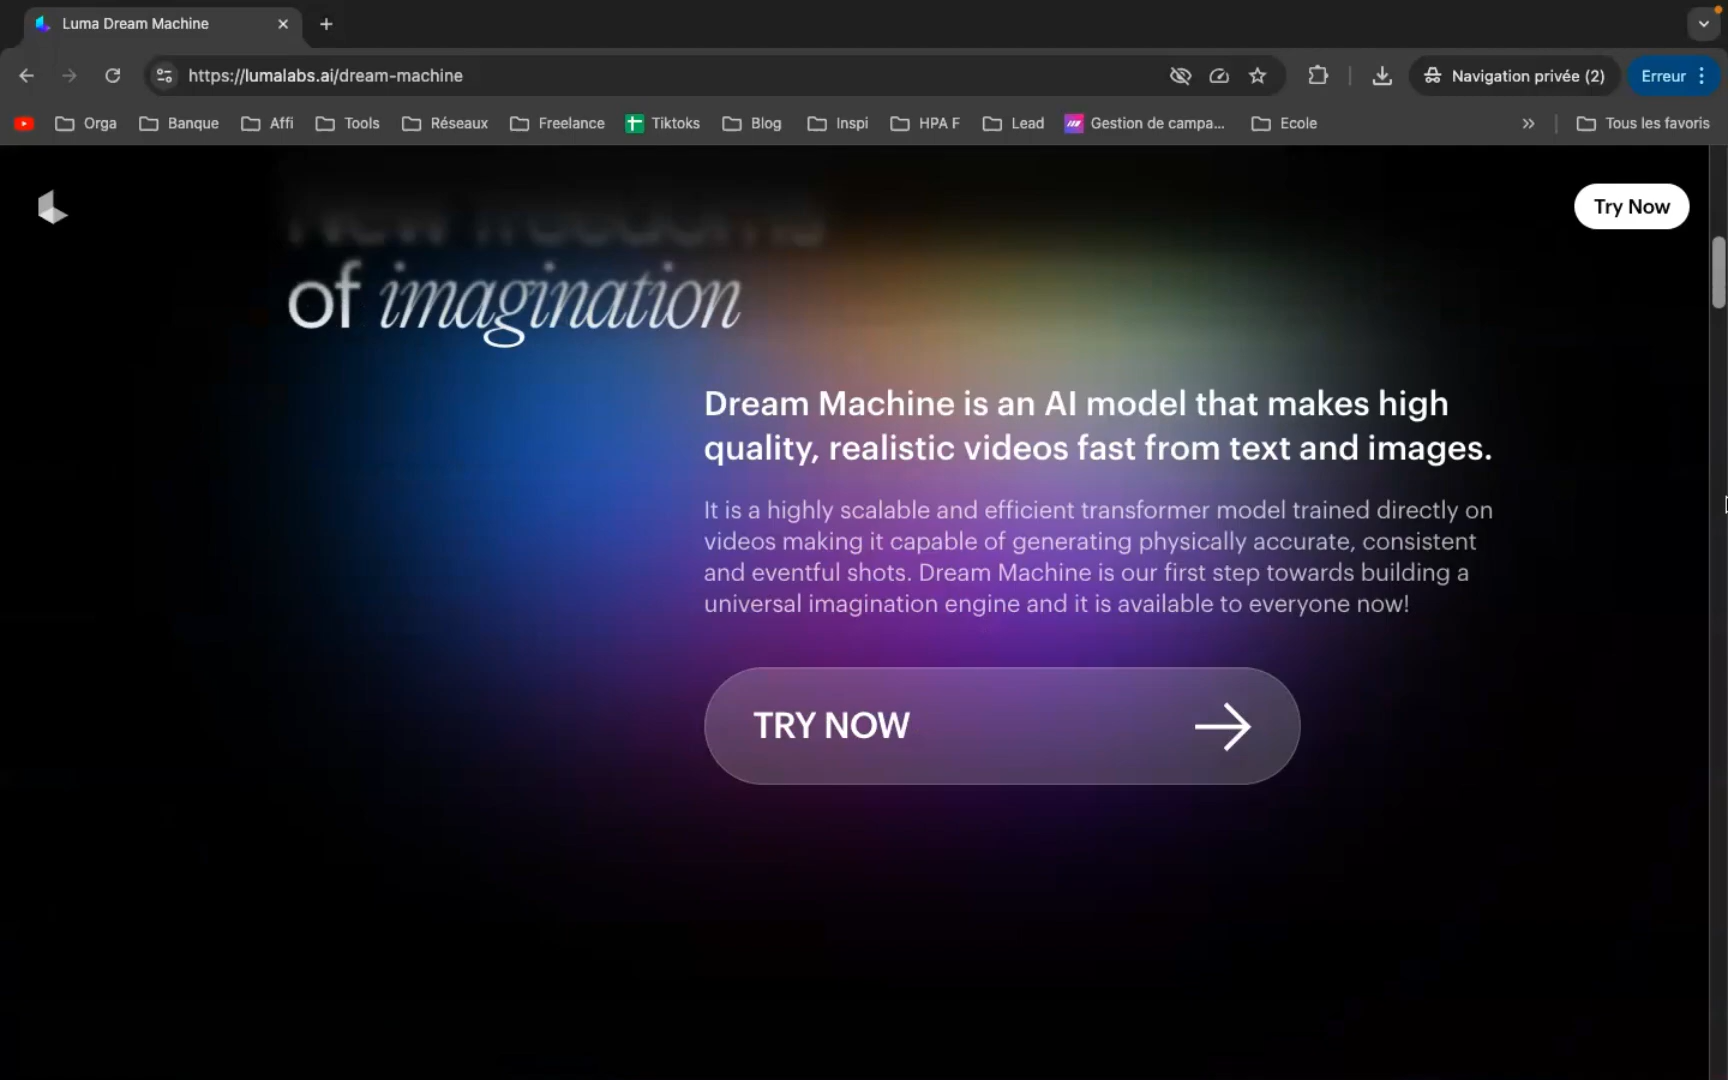 Luma Dream Machine
https://lumalabs.ai/dream-machine
Navigation privée (2)
Erreur
Orga
Banque
Affi
Tools
Réseaux
Freelance
Tiktoks
Blog
Inspi
HPA F
Lead
Gestion de campa...
Ecole
Tous les favoris
Try Now
New freedoms
of imagination
Dream Machine is an AI model that makes high
quality, realistic videos fast from text and images.
It is a highly scalable and efficient transformer model trained directly on
videos making it capable of generating physically accurate, consistent
and eventful shots. Dream Machine is our first step towards building a
universal imagination engine and it is available to everyone now!
TRY NOW